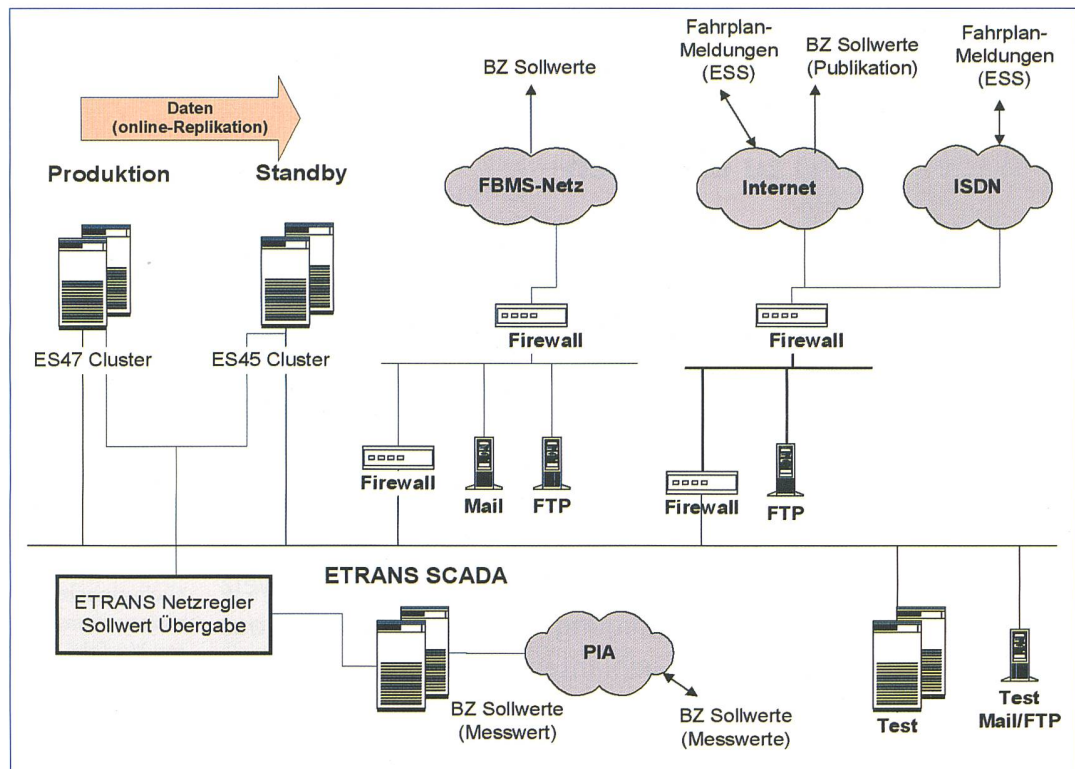 Fahrplan-
Meldungen
(ESS)
BZ Sollwerte
(Publikation)
Fahrplan-
Meldungen
(ESS)
BZ Sollwerte
Daten
(online-Replikation)
Produktion
Standby
FBMS-Netz
Internet
ISDN
Firewall
Firewall
ES47 Cluster
ES45 Cluster
Firewall
Mail
FTP
Firewall
FTP
ETRANS SCADA
ETRANS Netzregler
Sollwert Übergabe
PIA
BZ Sollwerte
(Messwert)
BZ Sollwerte
(Messwerte)
Test
Test
Mail/FTP